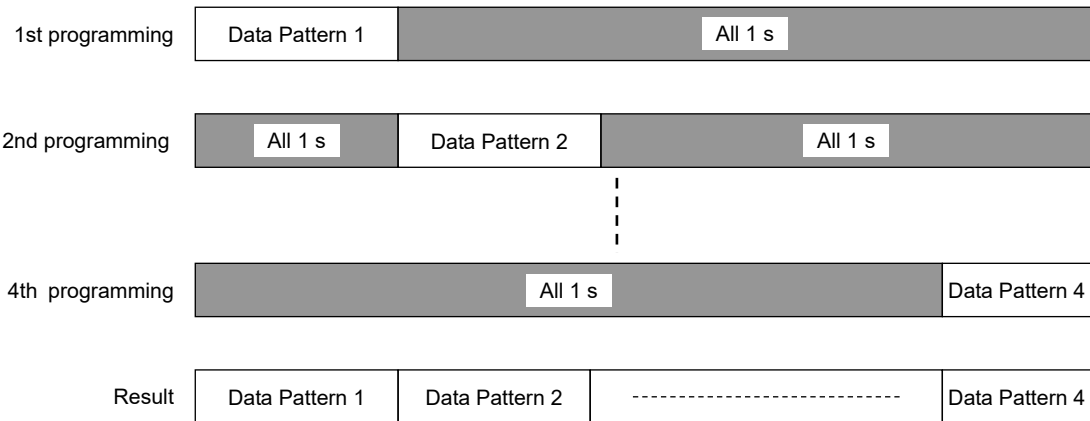 1st programming Data Pattern 1 All 1 s
2nd programming All 1 s Data Pattern 2 All 1 s
4th programming All 1 s Data Pattern 4
Result Data Pattern 1 Data Pattern 2 Data Pattern 4